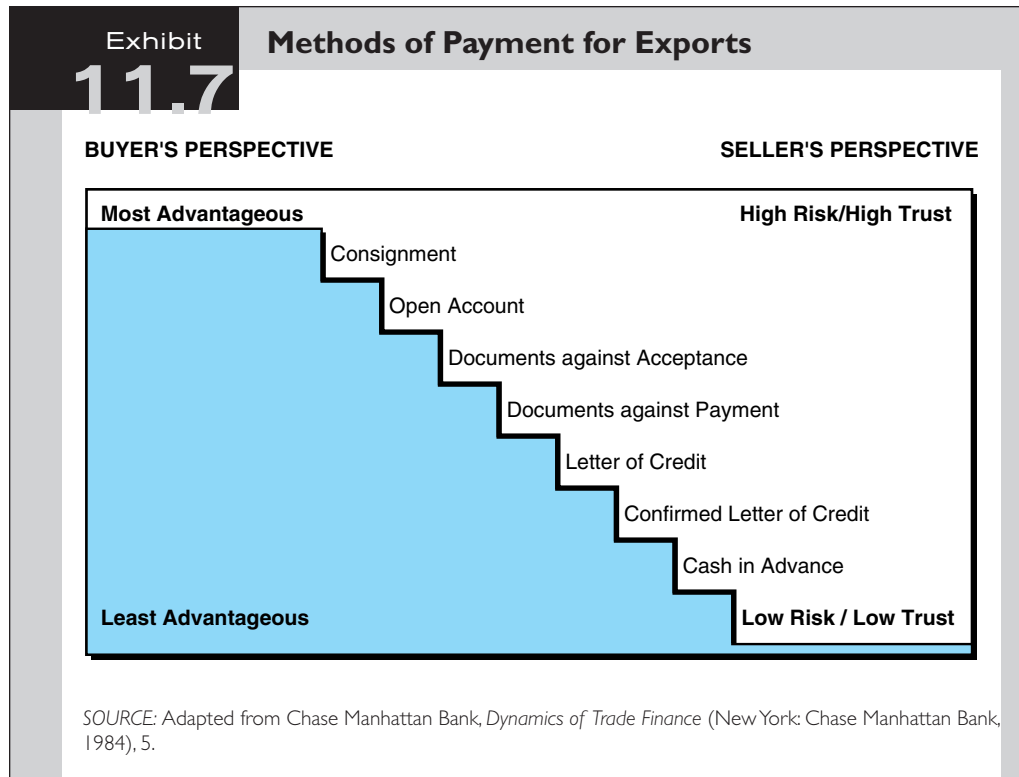 Exhibit
11.7
Methods of Payment for Exports
BUYER'S PERSPECTIVE
SELLER'S PERSPECTIVE
Most Advantageous
High Risk/High Trust
Consignment
Open Account
Documents against Acceptance
Documents against Payment
Letter of Credit
Confirmed Letter of Credit
Cash in Advance
Least Advantageous
Low Risk / Low Trust
SOURCE: Adapted from Chase Manhattan Bank, Dynamics of Trade Finance (New York: Chase Manhattan Bank,
1984), 5.